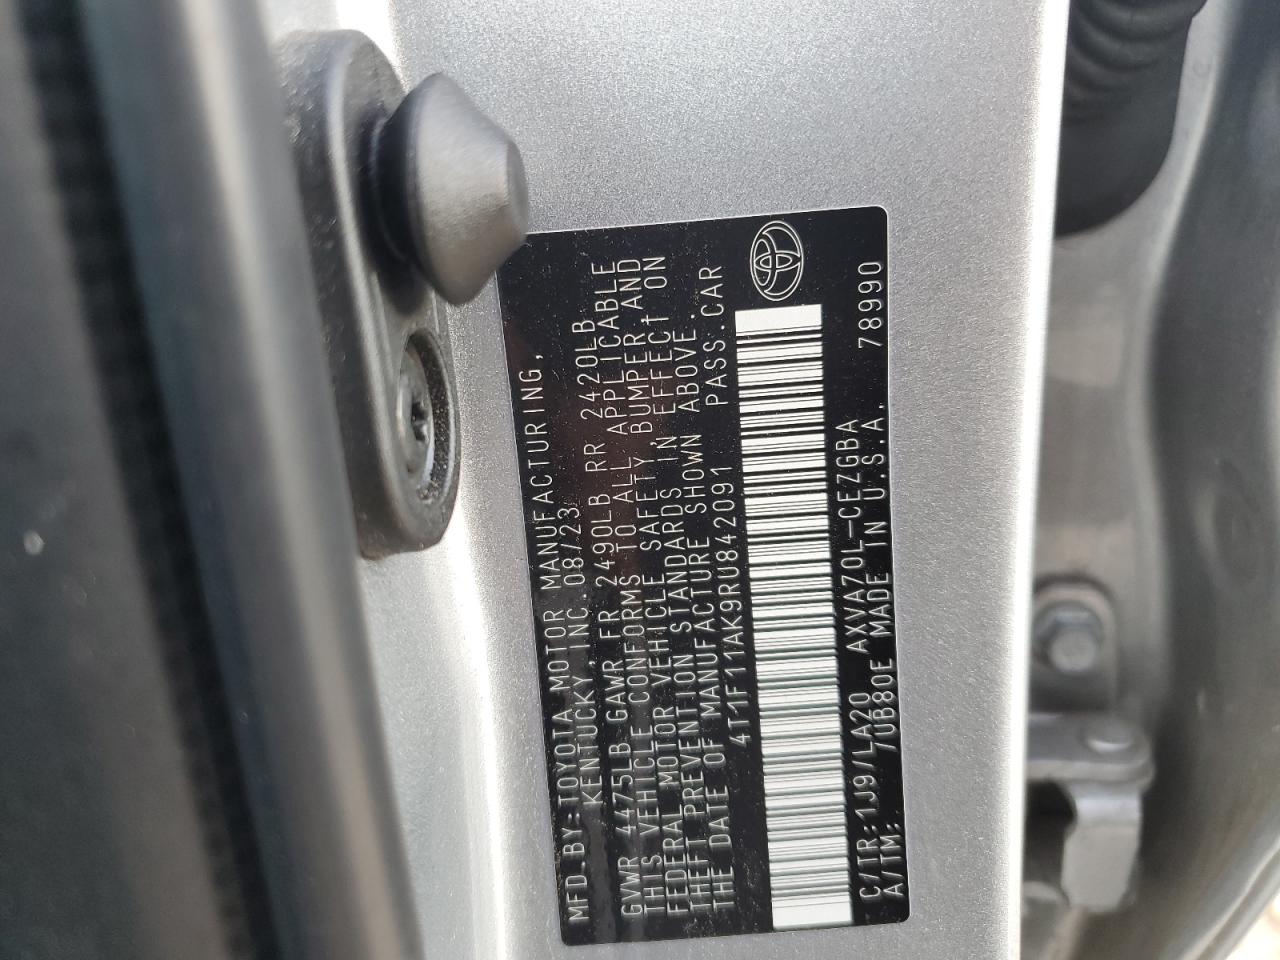 MFD.BY:TOYOTA MOTOR MANUFACTURING,
KENTUCKY, INC. 08/23
GVWR 4475LB GAWR FR 2490LB RR 2420LB
THIS VEHICLE CONFORMS TO ALL APPLICABLE
FEDERAL MOTOR VEHICLE SAFETY, BUMPER AND
THEFT PREVENTION STANDARDS IN EFFECT ON
THE DATE OF MANUFACTURE SHOWN ABOVE.
4T1F11AK9RU842091 PASS.CAR
C/TR:1J9/LA20 AXVA70L-CEZGBA 78990
A/TM: /UB80E MADE IN U.S.A.